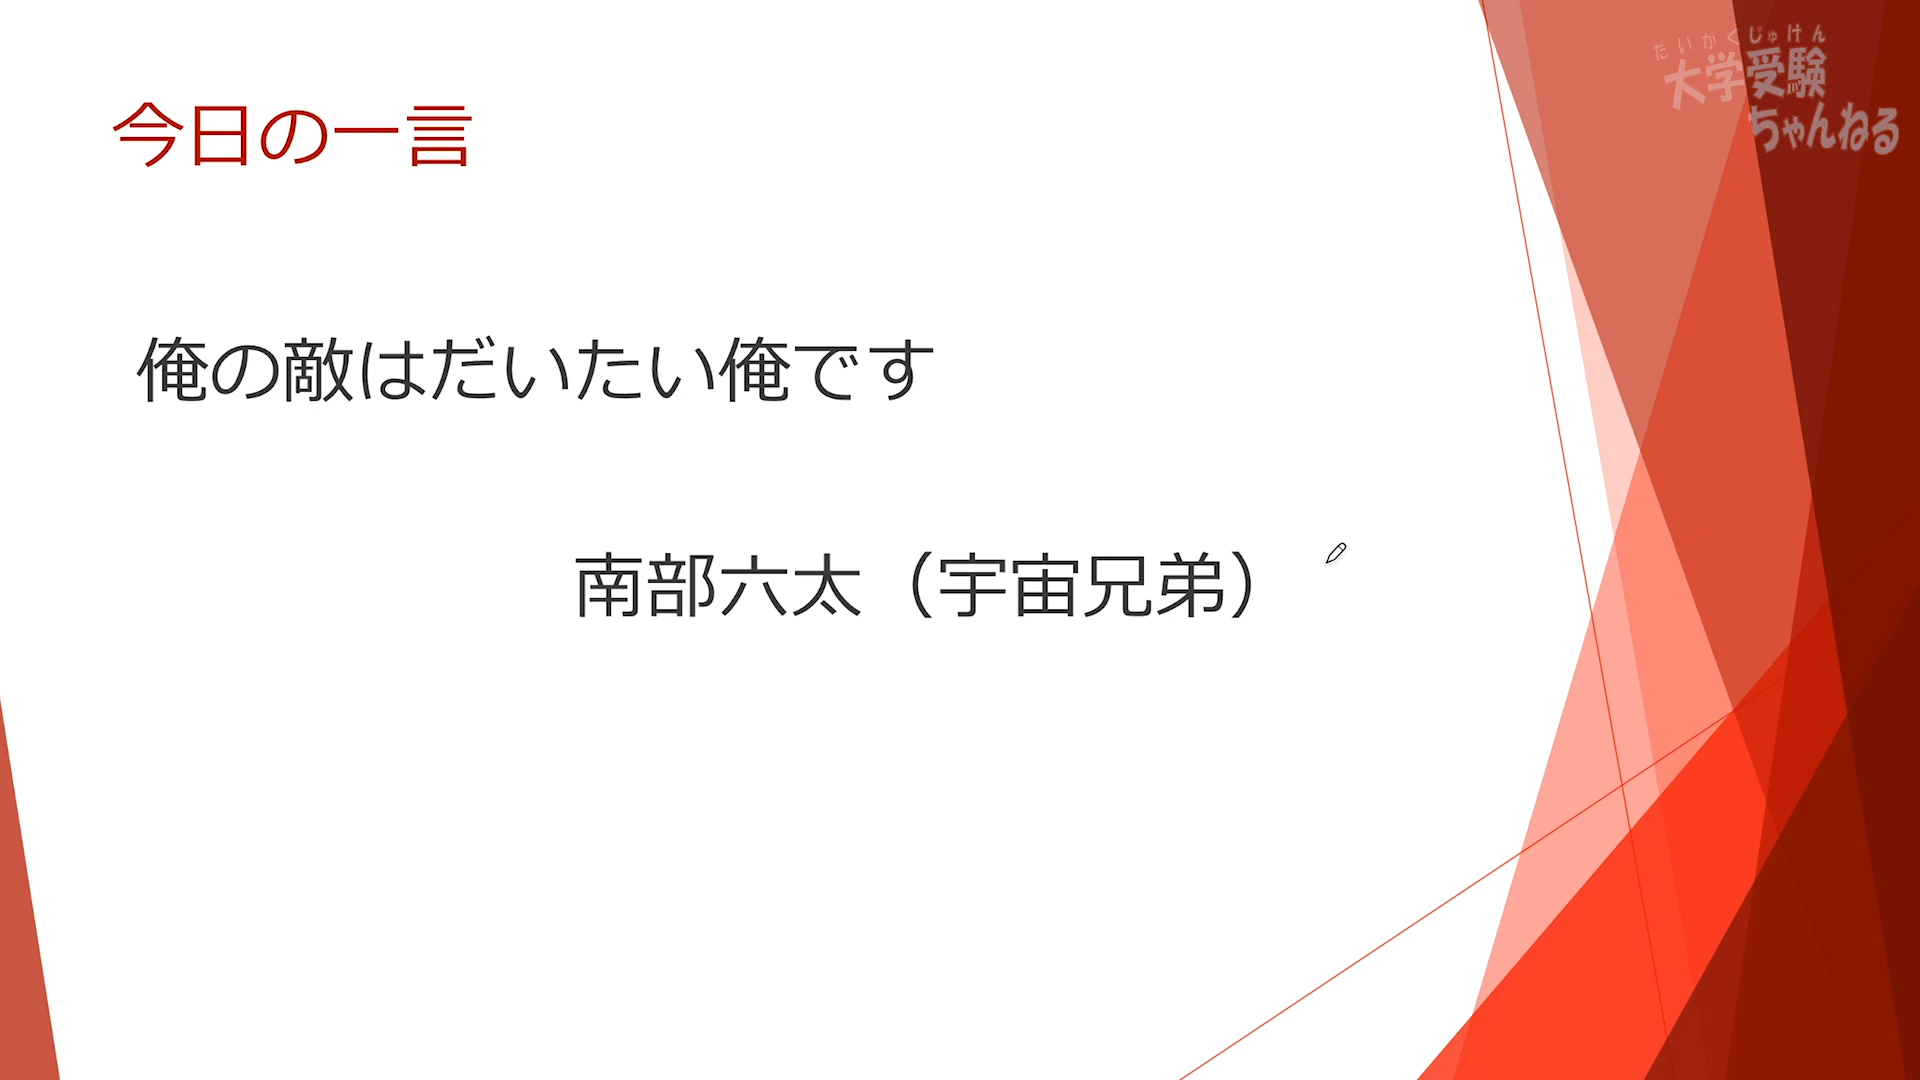 今日の一言
俺の敵はだいたい俺です
南部六太（宇宙兄弟）
たいがくじゅけん
大学受験
ちゃんねる